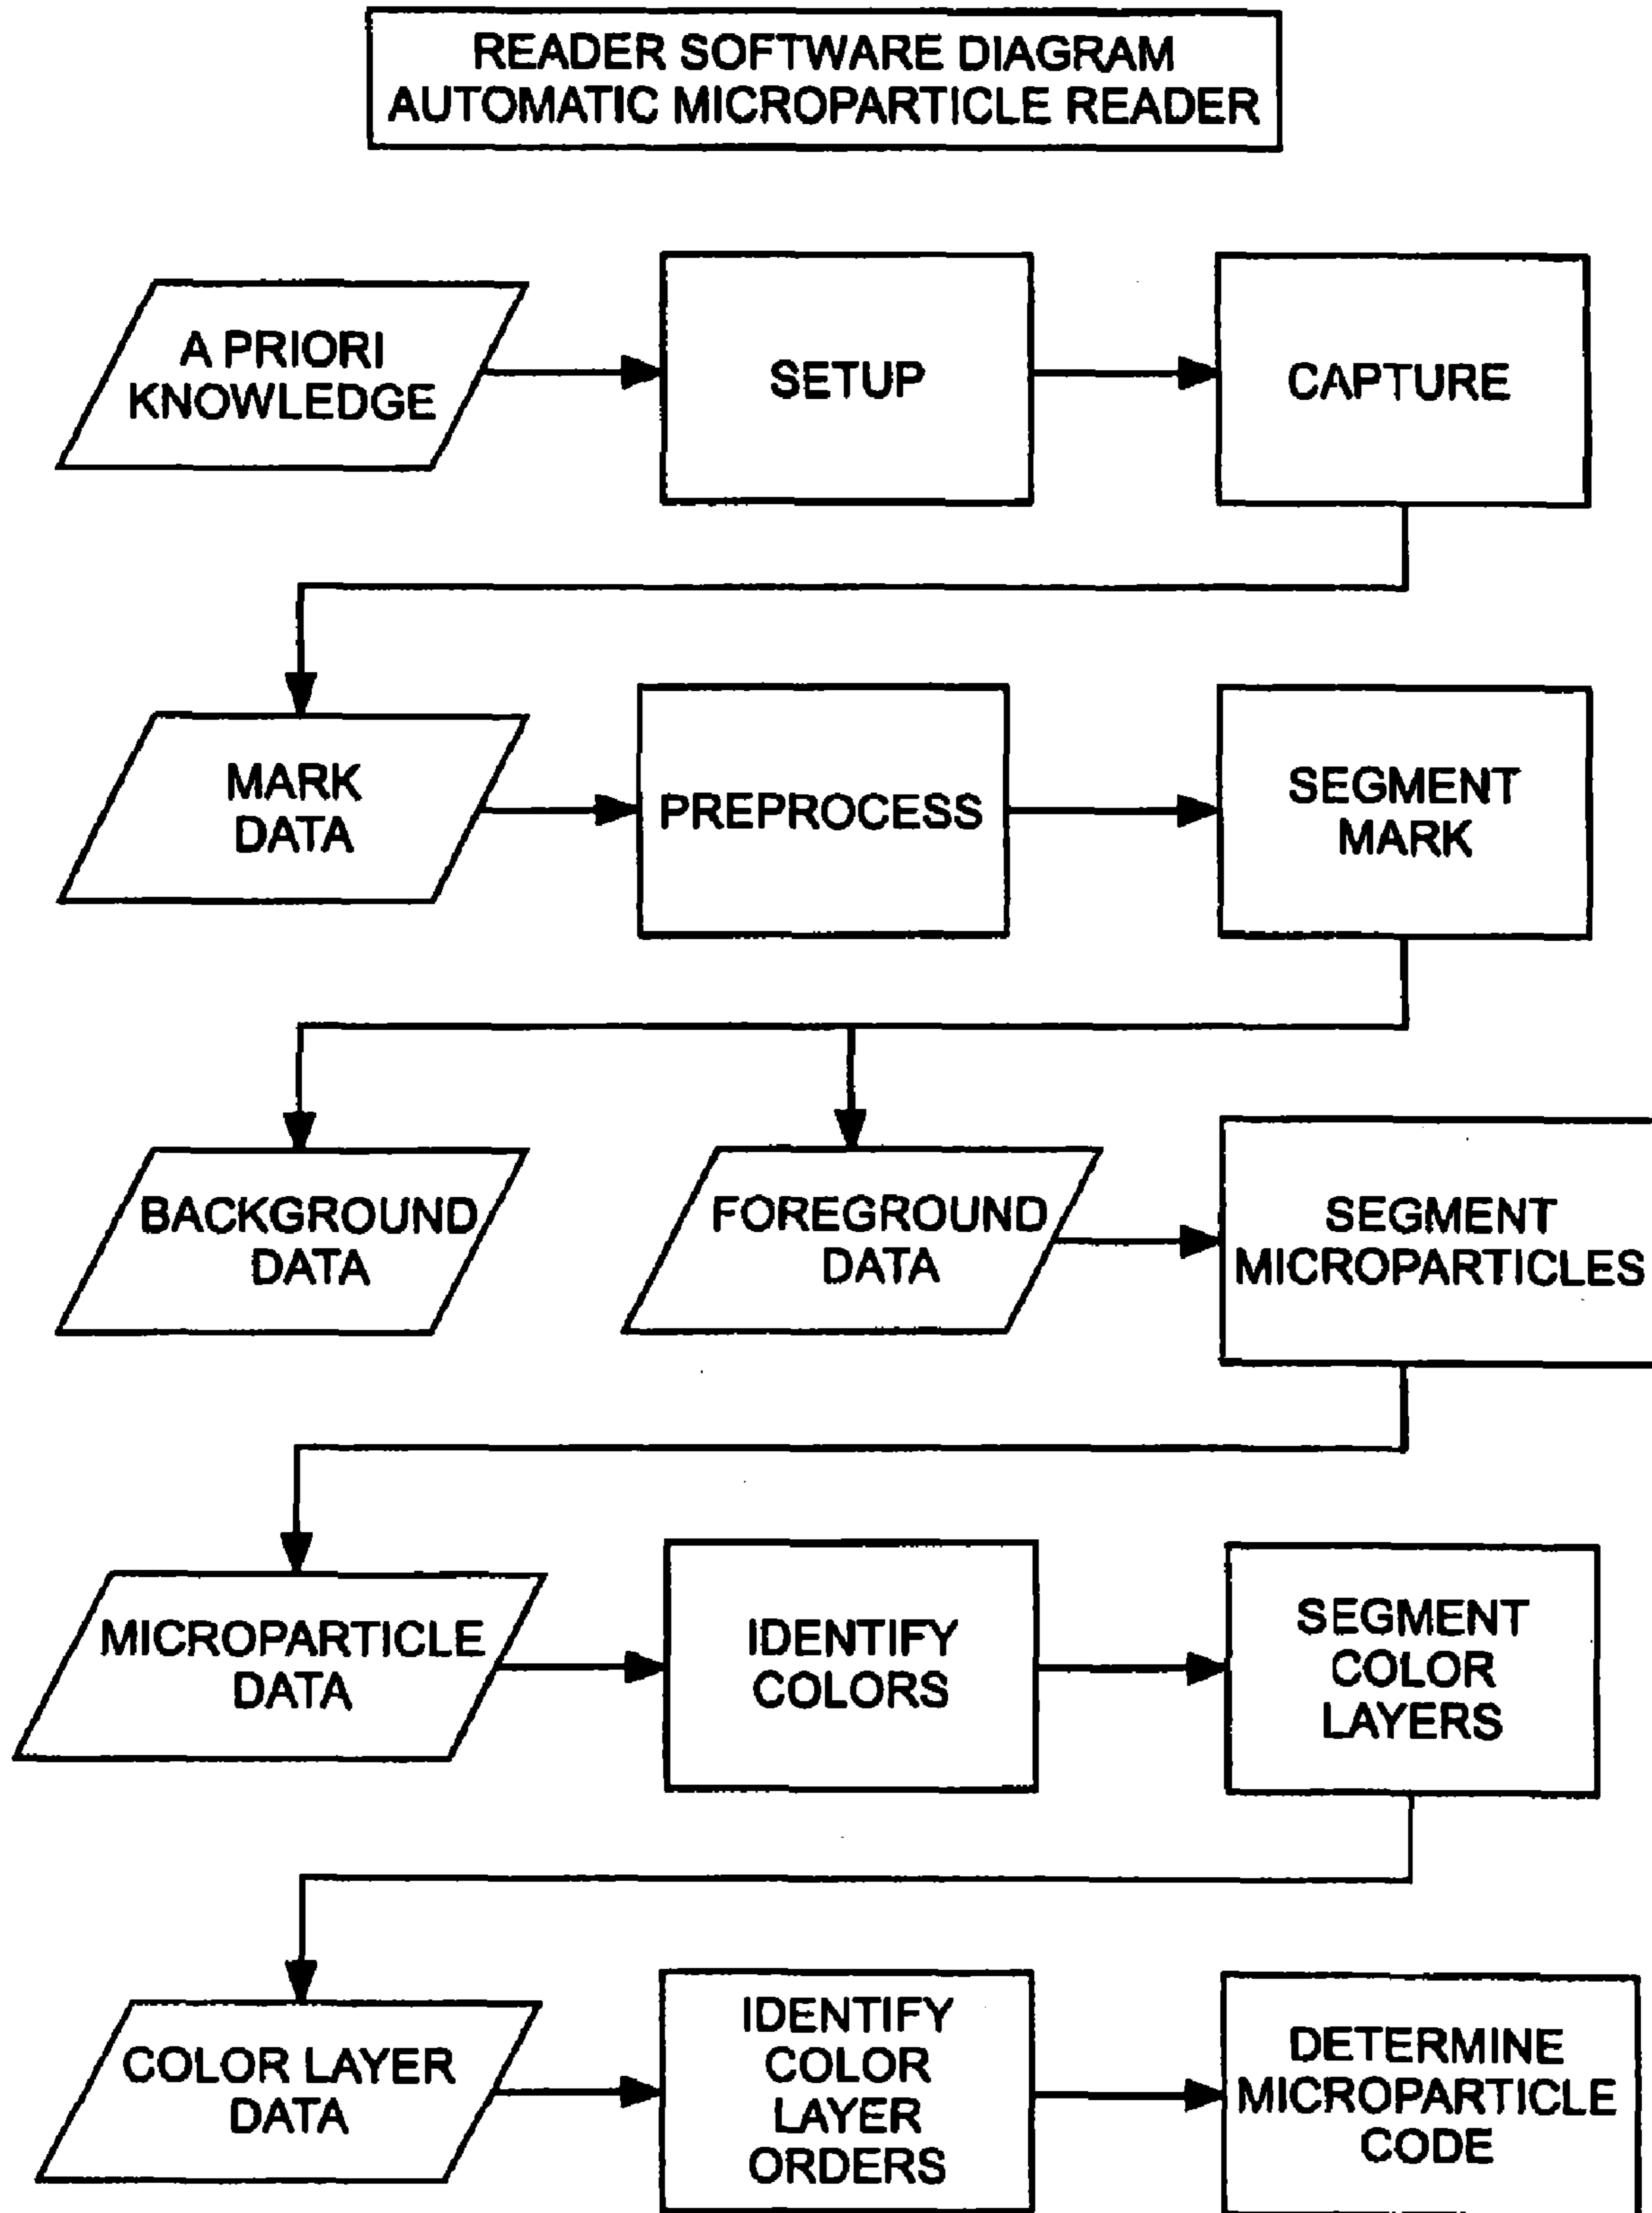 READER SOFTWARE DIAGRAM
AUTOMATIC MICROPARTICLE READER
A PRIORI
KNOWLEDGE
SETUP
CAPTURE
MARK
DATA
PREPROCESS
SEGMENT
MARK
BACKGROUND
DATA
FOREGROUND
DATA
SEGMENT
MICROPARTICLES
MICROPARTICLE
DATA
IDENTIFY
COLORS
SEGMENT
COLOR
LAYERS
COLOR LAYER
DATA
IDENTIFY
COLOR
LAYER
ORDERS
DETERMINE
MICROPARTICLE
CODE